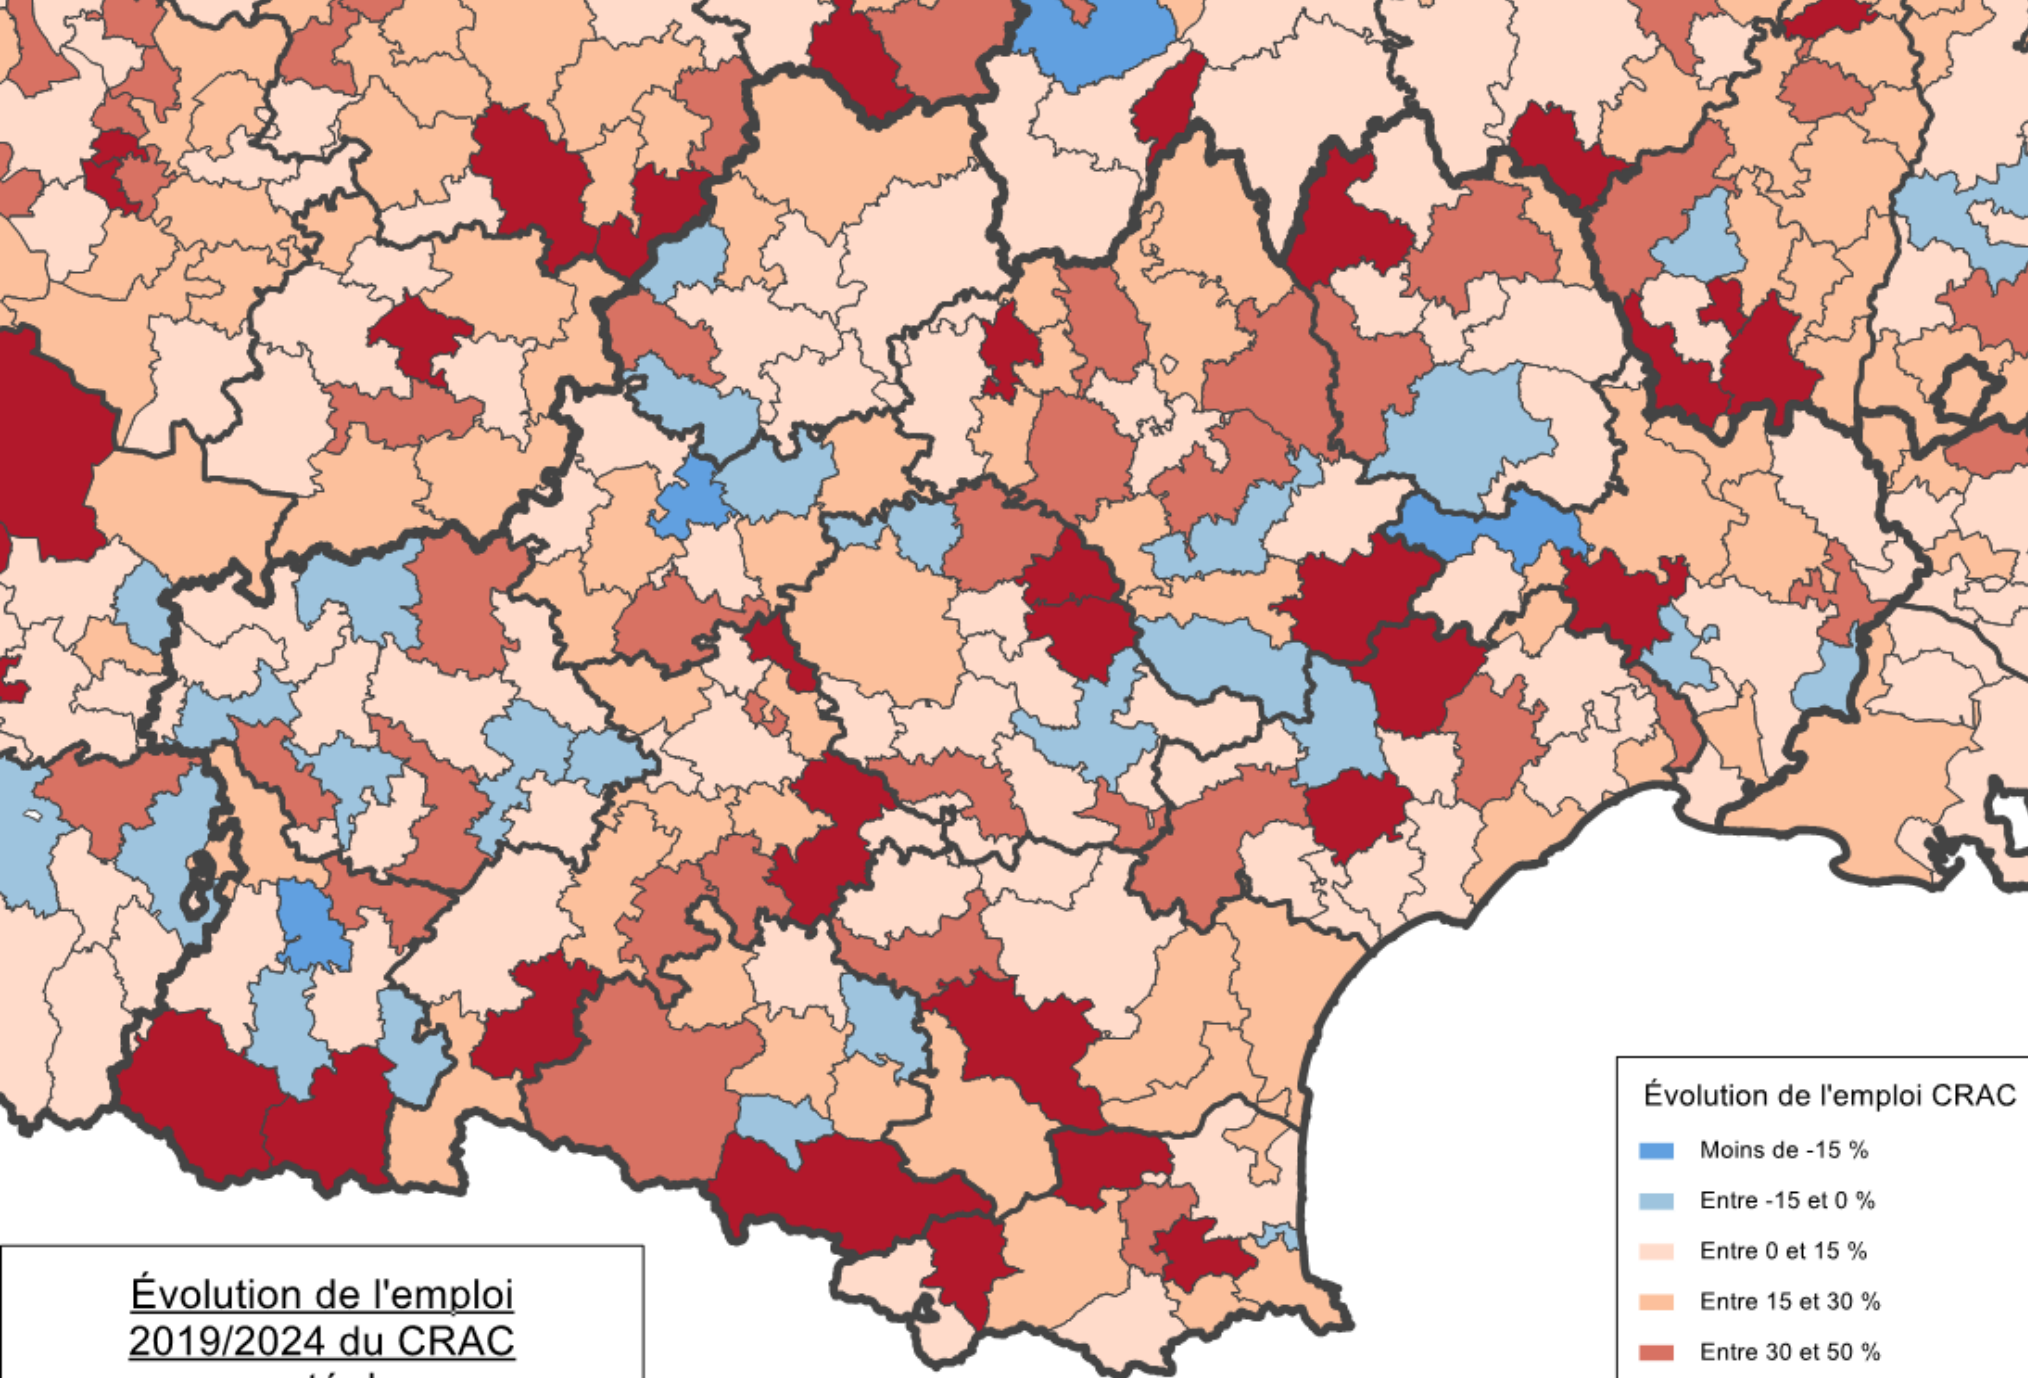 Évolution de l'emploi CRAC
Moins de -15 %
Entre -15 et 0 %
Entre 0 et 15 %
Entre 15 et 30 %
Entre 30 et 50 %
Évolution de l'emploi
2019/2024 du CRAC